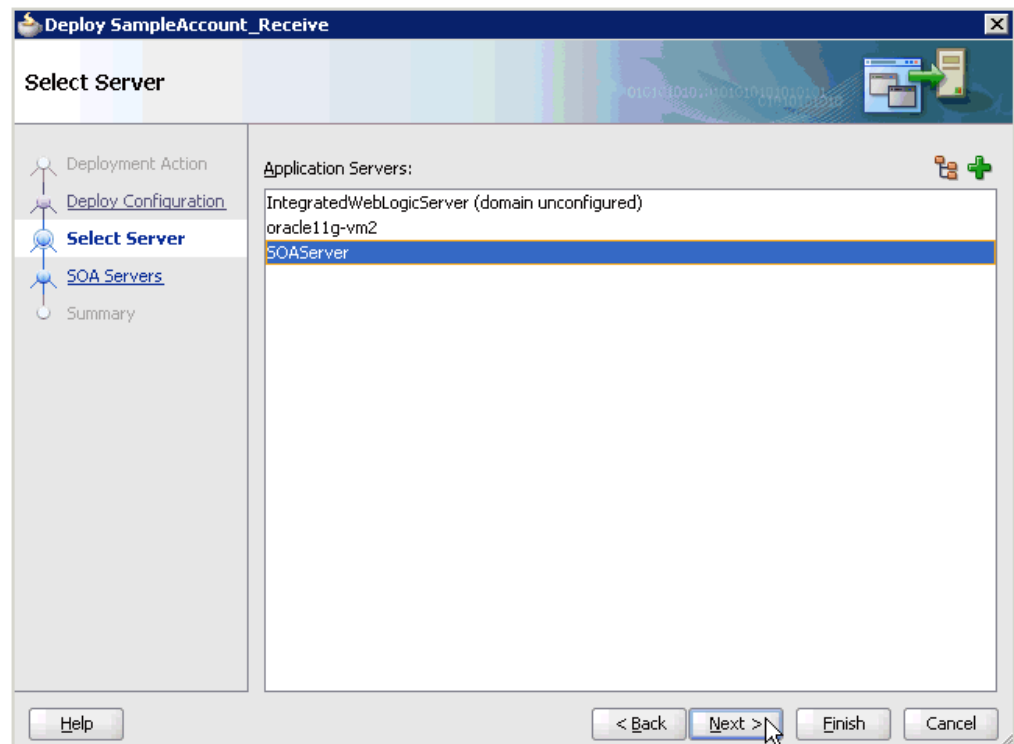 Deploy SampleAccount_Receive
Select Server
Deployment Action
Deploy Configuration
Select Server
SOA Servers
Summary
Application Servers:
IntegratedWebLogicServer (domain unconfigured)
oracle11g-vm2
SOAServer
Help
< Back
Next >
Finish
Cancel